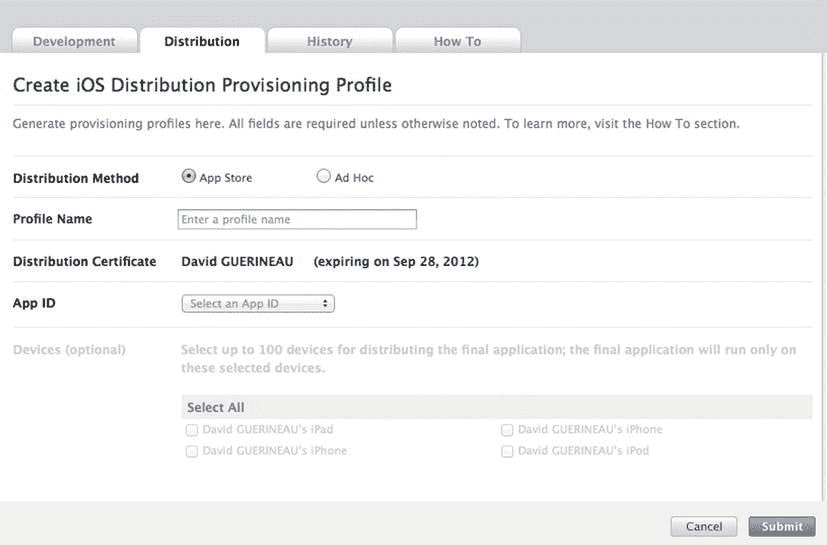 Development Distribution History How To
Create iOS Distribution Provisioning Profile
Generate provisioning profiles here. All fields are required unless otherwise noted. To learn more, visit the How To section.
Distribution Method App Store Ad Hoc
Profile Name Enter a profile name
Distribution Certificate David GUERINEAU (expiring on Sep 28, 2012)
App ID Select an App ID
Devices (optional) Select up to 100 devices for distributing the final application; the final application will run only on
these selected devices.
Select All
David GUERINEAU's iPad David GUERINEAU's iPhone
David GUERINEAU's iPhone David GUERINEAU's iPod
Cancel Submit